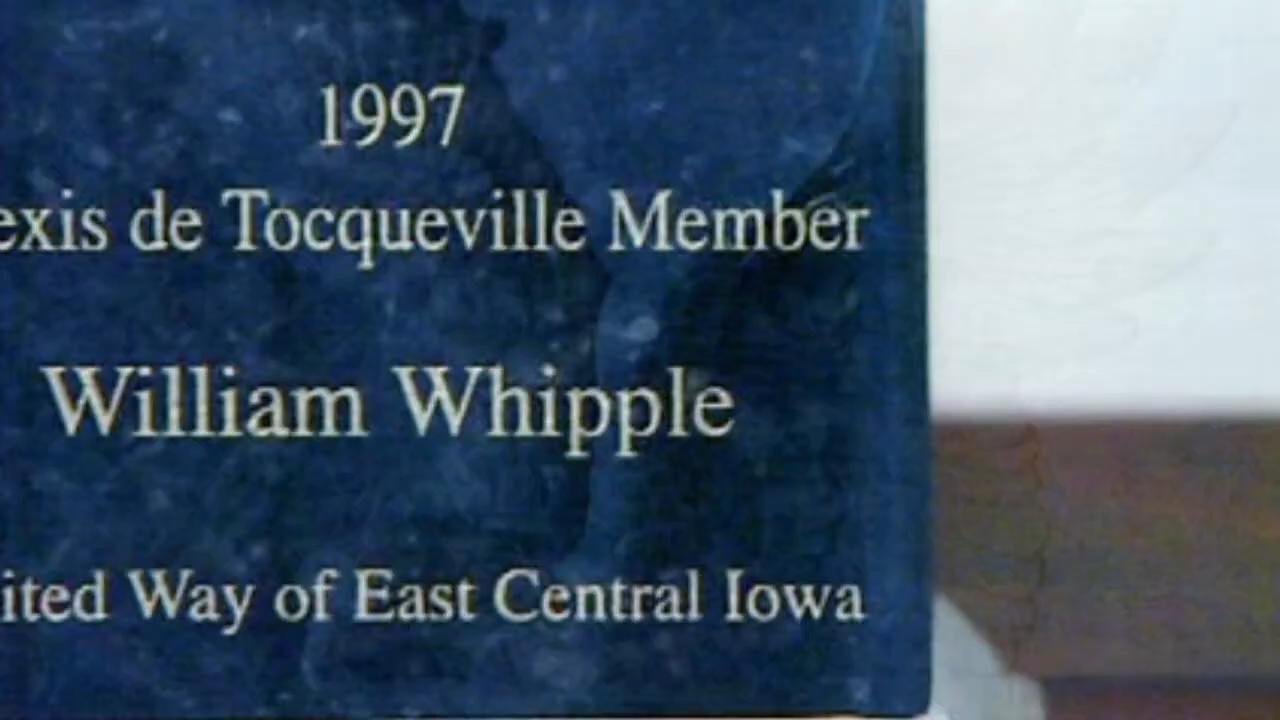 1997
exis de Tocqueville Member
William Whipple
ited Way of East Central Iowa